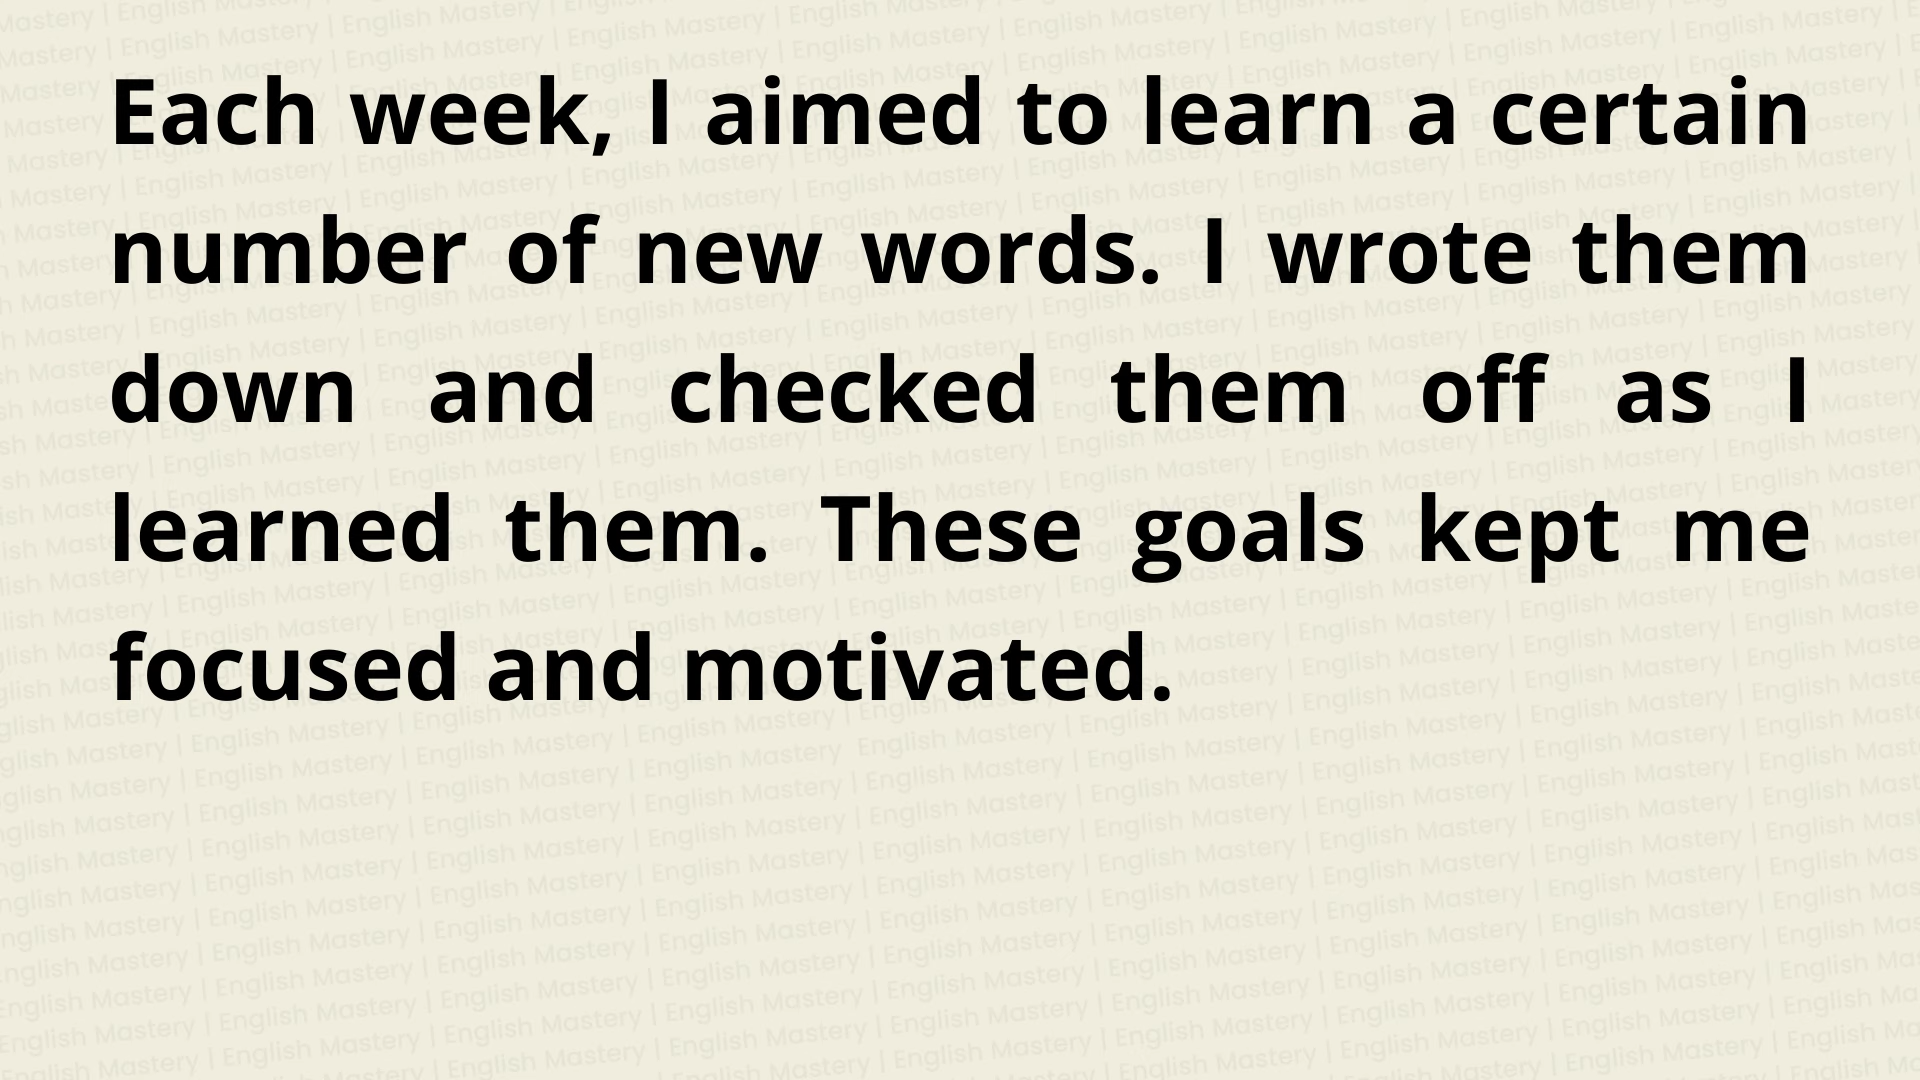 Each week, I aimed to learn a certain
number of new words. I wrote them
down and checked them off as I
learned them. These goals kept me
focused and motivated.